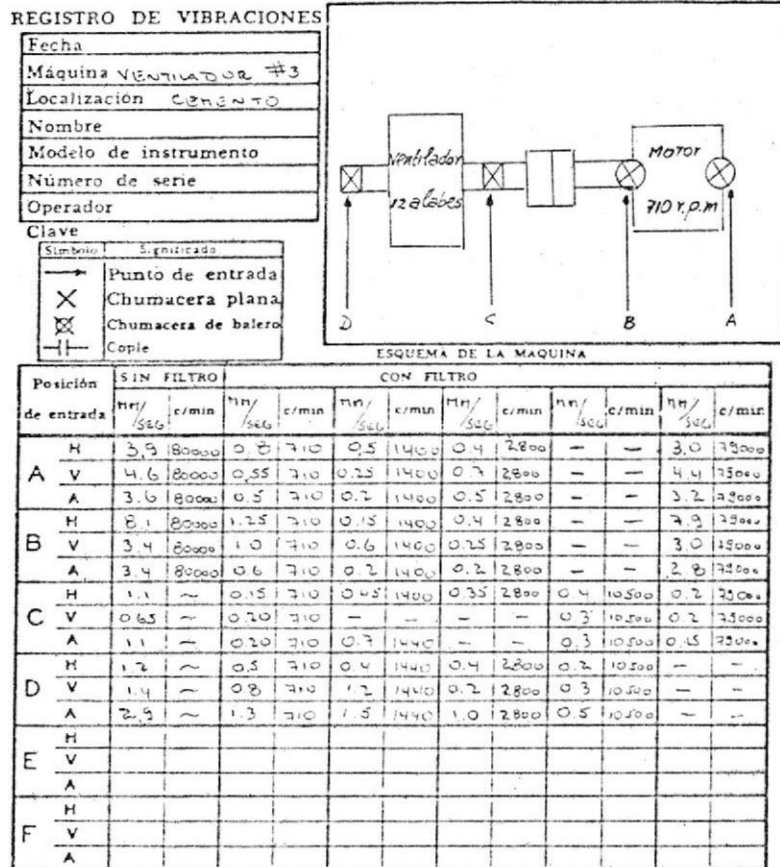 REGISTRO DE VIBRACIONES
Fecha
Máquina VENTILADOR #3
Localización CEMENTO
Nombre
Modelo de instrumento
Número de serie
Operador
Clave
Simbolo Significado
Punto de entrada
Chumacera plana
Chumacera de balero
Cople
Ventilador
12 alabes
Motor
710 r.p.m
D C B A
ESQUEMA DE LA MAQUINA
Posición de entrada SIN FILTRO CON FILTRO
MM/SEG c/min MM/SEG c/min MM/SEG c/min MM/SEG c/min MM/SEG c/min MM/SEG c/min
A H 3,9 80000 0.8 710 0,5 1400 0.4 2800 — — 3.0 79000
V 4.6 80000 0,55 710 0.25 1400 0.7 2800 — — 4.4 79000
A 3.6 80000 0.5 710 0.2 1400 0.5 2800 — — 3.2 79000
B H 8.1 80000 1.25 710 0.15 1400 0.4 2800 — — 7.9 79000
V 3.4 80000 1.0 710 0.6 1400 0.25 2800 — — 3.0 79000
A 3.4 80000 0.6 710 0.2 1400 0.2 2800 — — 2.8 79000
C H 1.1 ~ 0.15 710 0.45 1400 0.35 2800 0.4 10500 0.2 79000
V 0.65 ~ 0.20 710 — — — — 0.3 10500 0.2 79000
A 1.1 ~ 0.20 710 0.7 1440 — — 0.3 10500 0.15 79000
D H 1.2 ~ 0.5 710 0.4 1440 0.4 2800 0.2 10500 — —
V 1.4 ~ 0.8 710 1.2 1440 0.2 2800 0.3 10500 — —
A 2.9 ~ 1.3 710 1.5 1440 1.0 2800 0.5 10500 — —
E H
V
A
F H
V
A